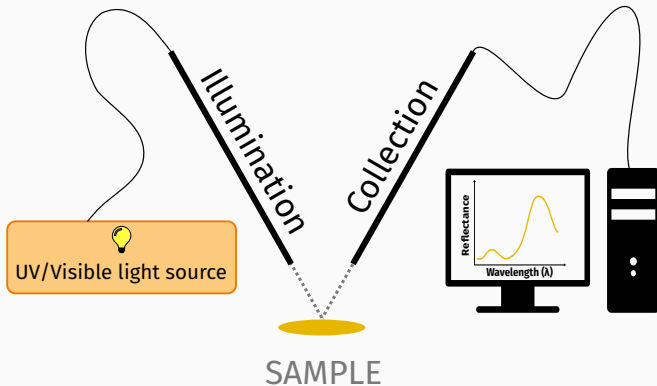 Illumination
Collection
UV/Visible light source
Reflectance
Wavelength (λ)
SAMPLE